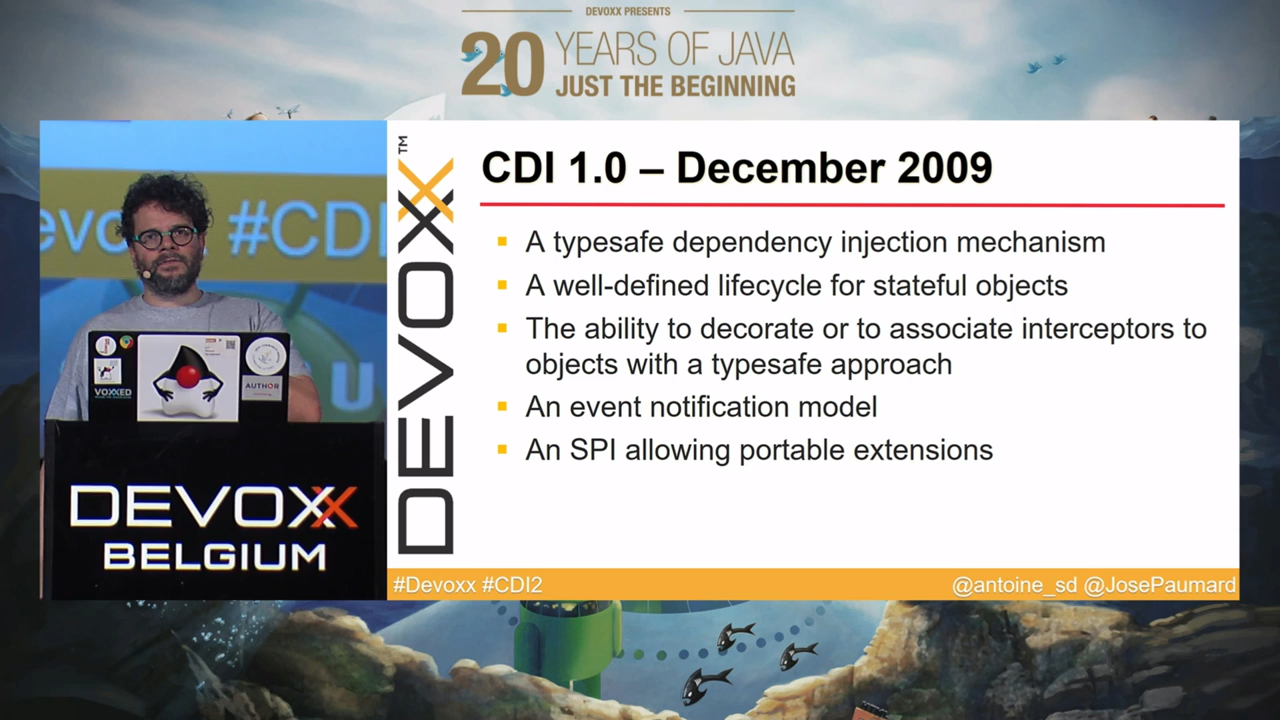 DEVOXX PRESENTS
20 YEARS OF JAVA
JUST THE BEGINNING
evo #CDI
U
VOXXED
AUTHOR
DEVOXX
BELGIUM
DEVOXX™
CDI 1.0 – December 2009
A typesafe dependency injection mechanism
A well-defined lifecycle for stateful objects
The ability to decorate or to associate interceptors to
objects with a typesafe approach
An event notification model
An SPI allowing portable extensions
#Devoxx #CDI2
@antoine_sd @JosePaumard